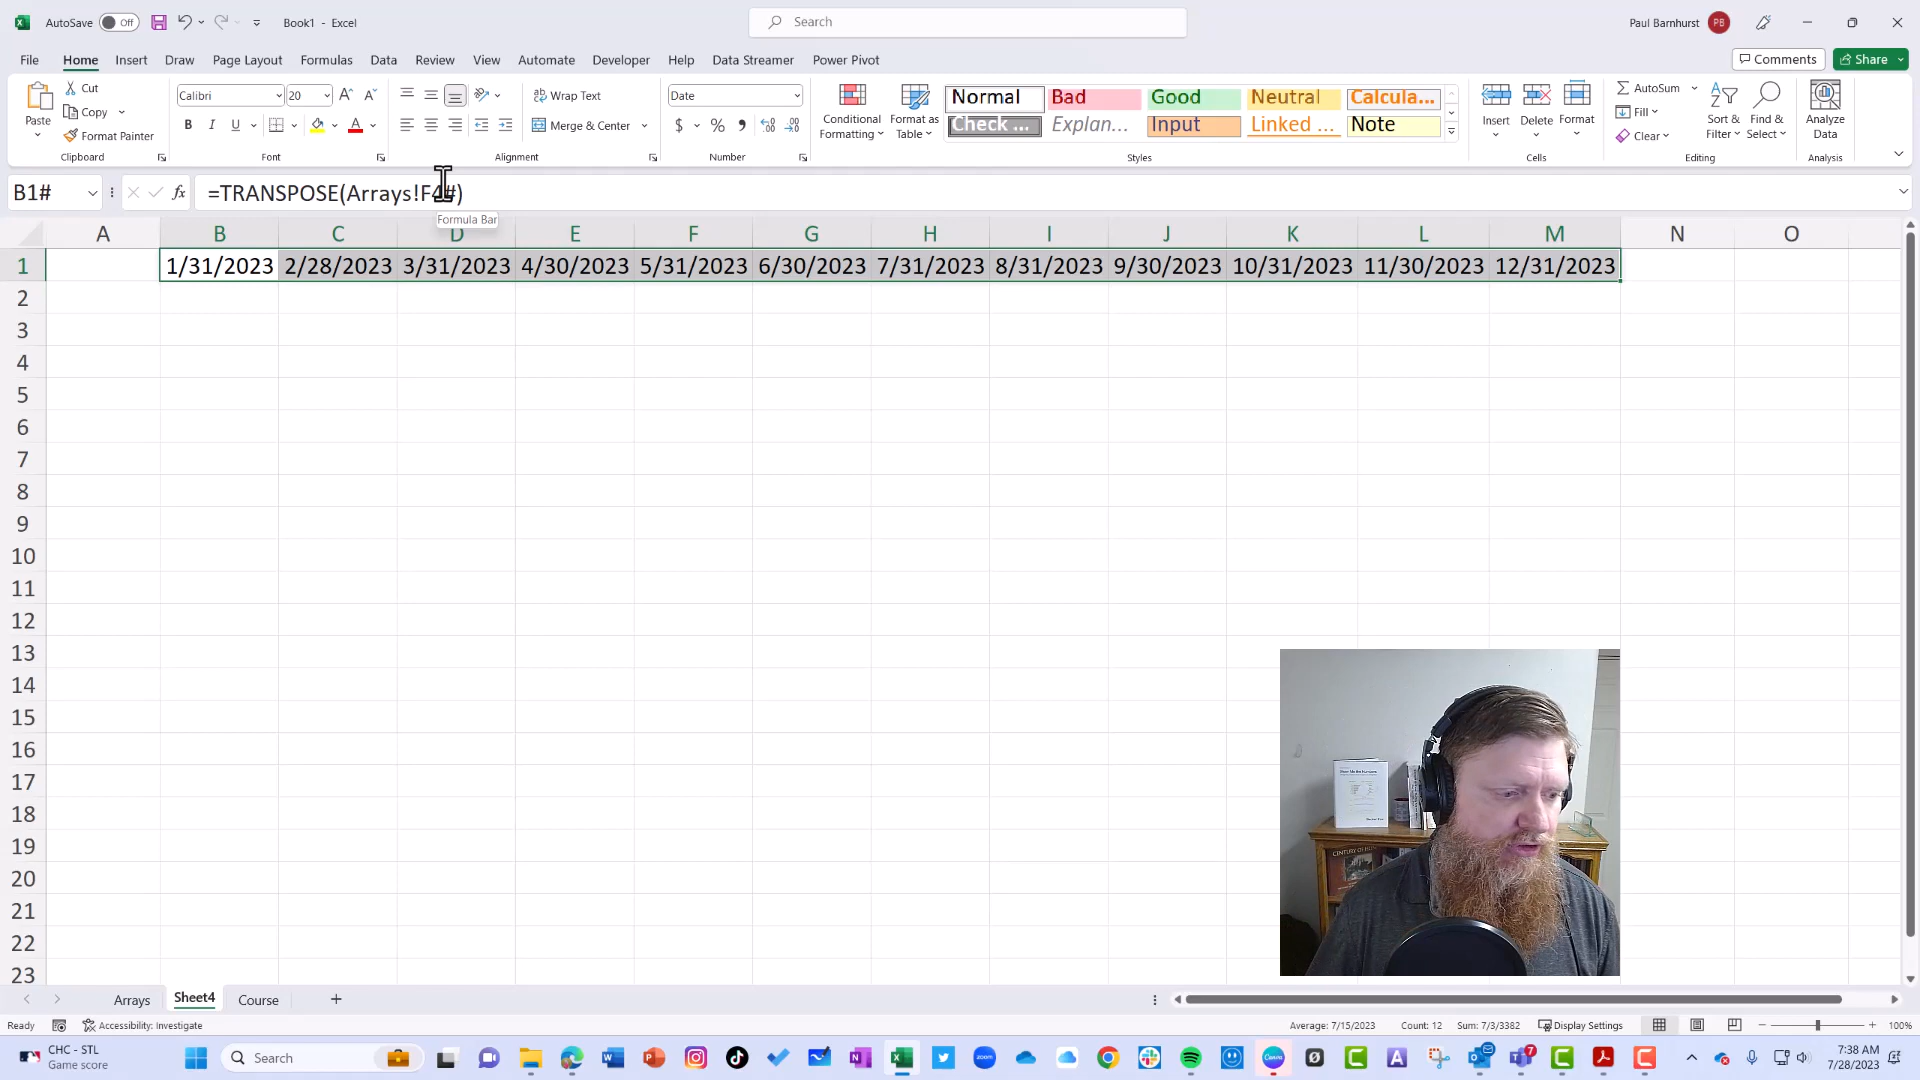 AutoSave Off Book1 - Excel Search Paul Barnhurst PB
File Home Insert Draw Page Layout Formulas Data Review View Automate Developer Help Data Streamer Power Pivot Comments Share
Paste Cut Copy Format Painter Clipboard
Calibri 20 B I U Font
Wrap Text Merge & Center Alignment
Date $ % Number
Conditional Formatting Format as Table
Normal Bad Good Neutral Calcula...
Check ... Explan... Input Linked ... Note
Styles
Insert Delete Format Cells
AutoSum Fill Clear Sort & Filter Find & Select Editing
Analyze Data Analysis
B1# fx =TRANSPOSE(Arrays!F4#)
Formula Bar
A B C D E F G H I J K L M N O
1 1/31/2023 2/28/2023 3/31/2023 4/30/2023 5/31/2023 6/30/2023 7/31/2023 8/31/2023 9/30/2023 10/31/2023 11/30/2023 12/31/2023
2
3
4
5
6
7
8
9
10
11
12
13
14
15
16
17
18
19
20
21
22
23
Arrays Sheet4 Course
Ready Accessibility: Investigate Average: 7/15/2023 Count: 12 Sum: 7/3/3382 Display Settings 100%
CHC - STL
Game score
Search
7:38 AM
7/28/2023